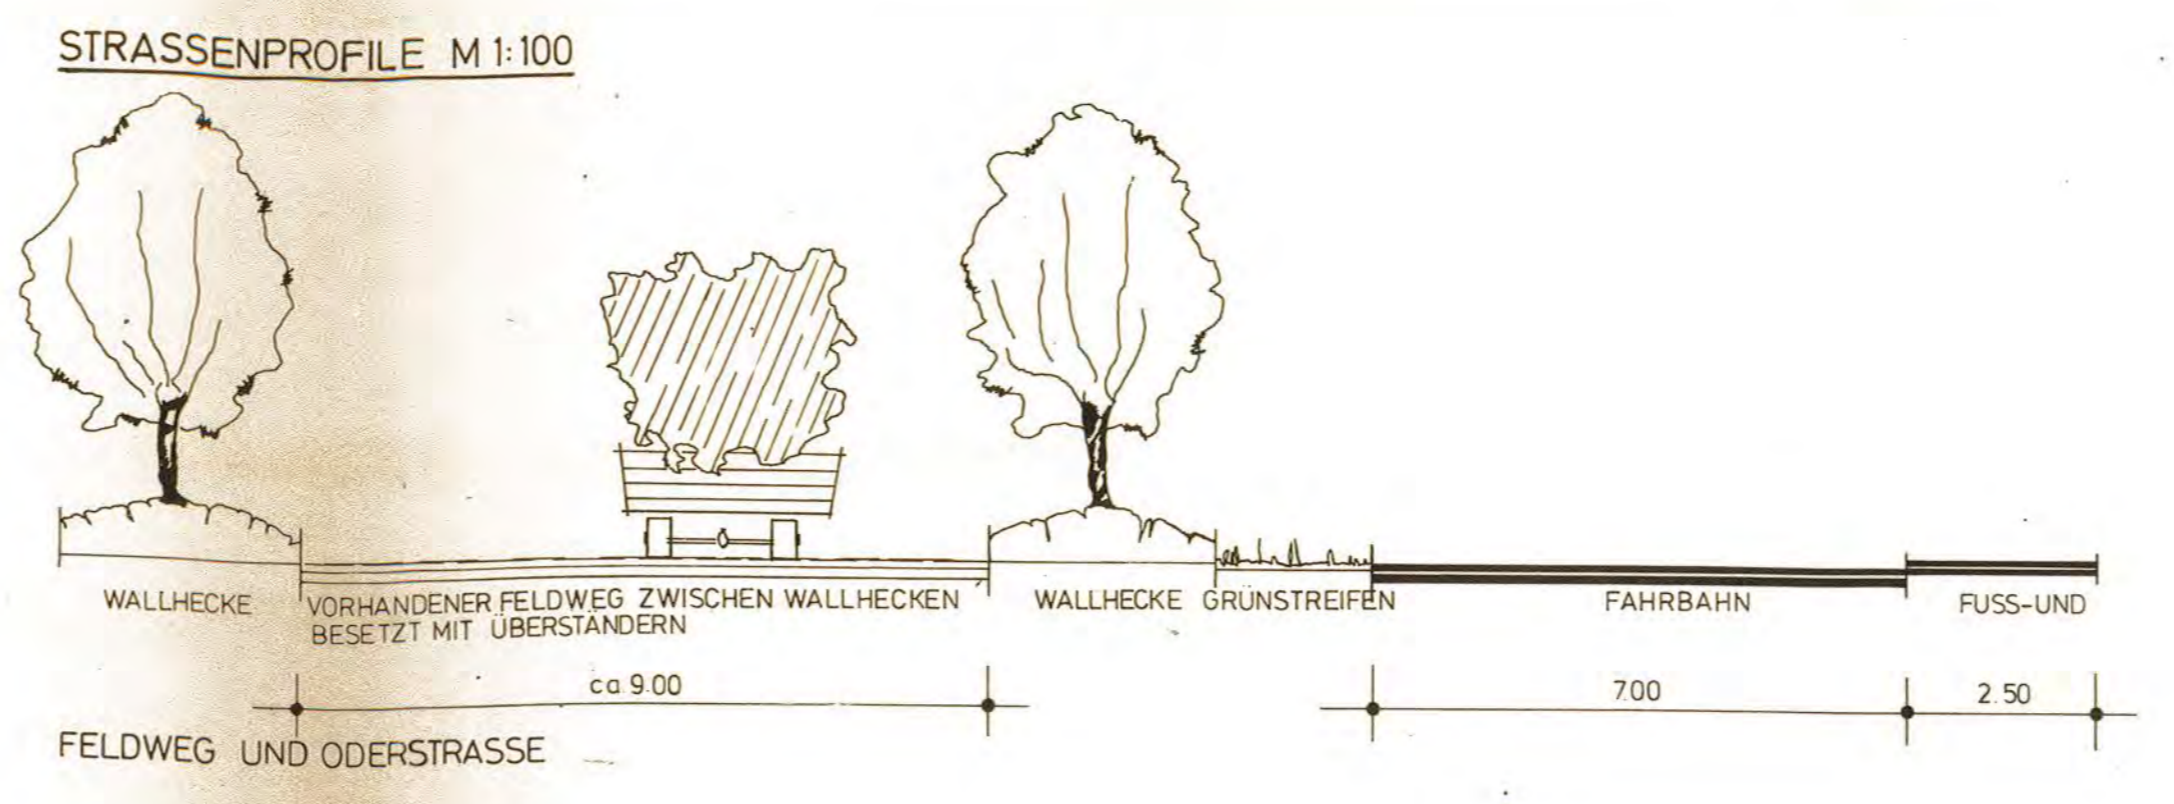 STRASSENPROFILE M 1:100
WALLHECKE
VORHANDENER FELDWEG ZWISCHEN WALLHECKEN
BESETZT MIT ÜBERSTÄNDERN
WALLHECKE
GRÜNSTREIFEN
FAHRBAHN
FUSS-UND
ca 9.00
7.00
2.50
FELDWEG UND ODERSTRASSE